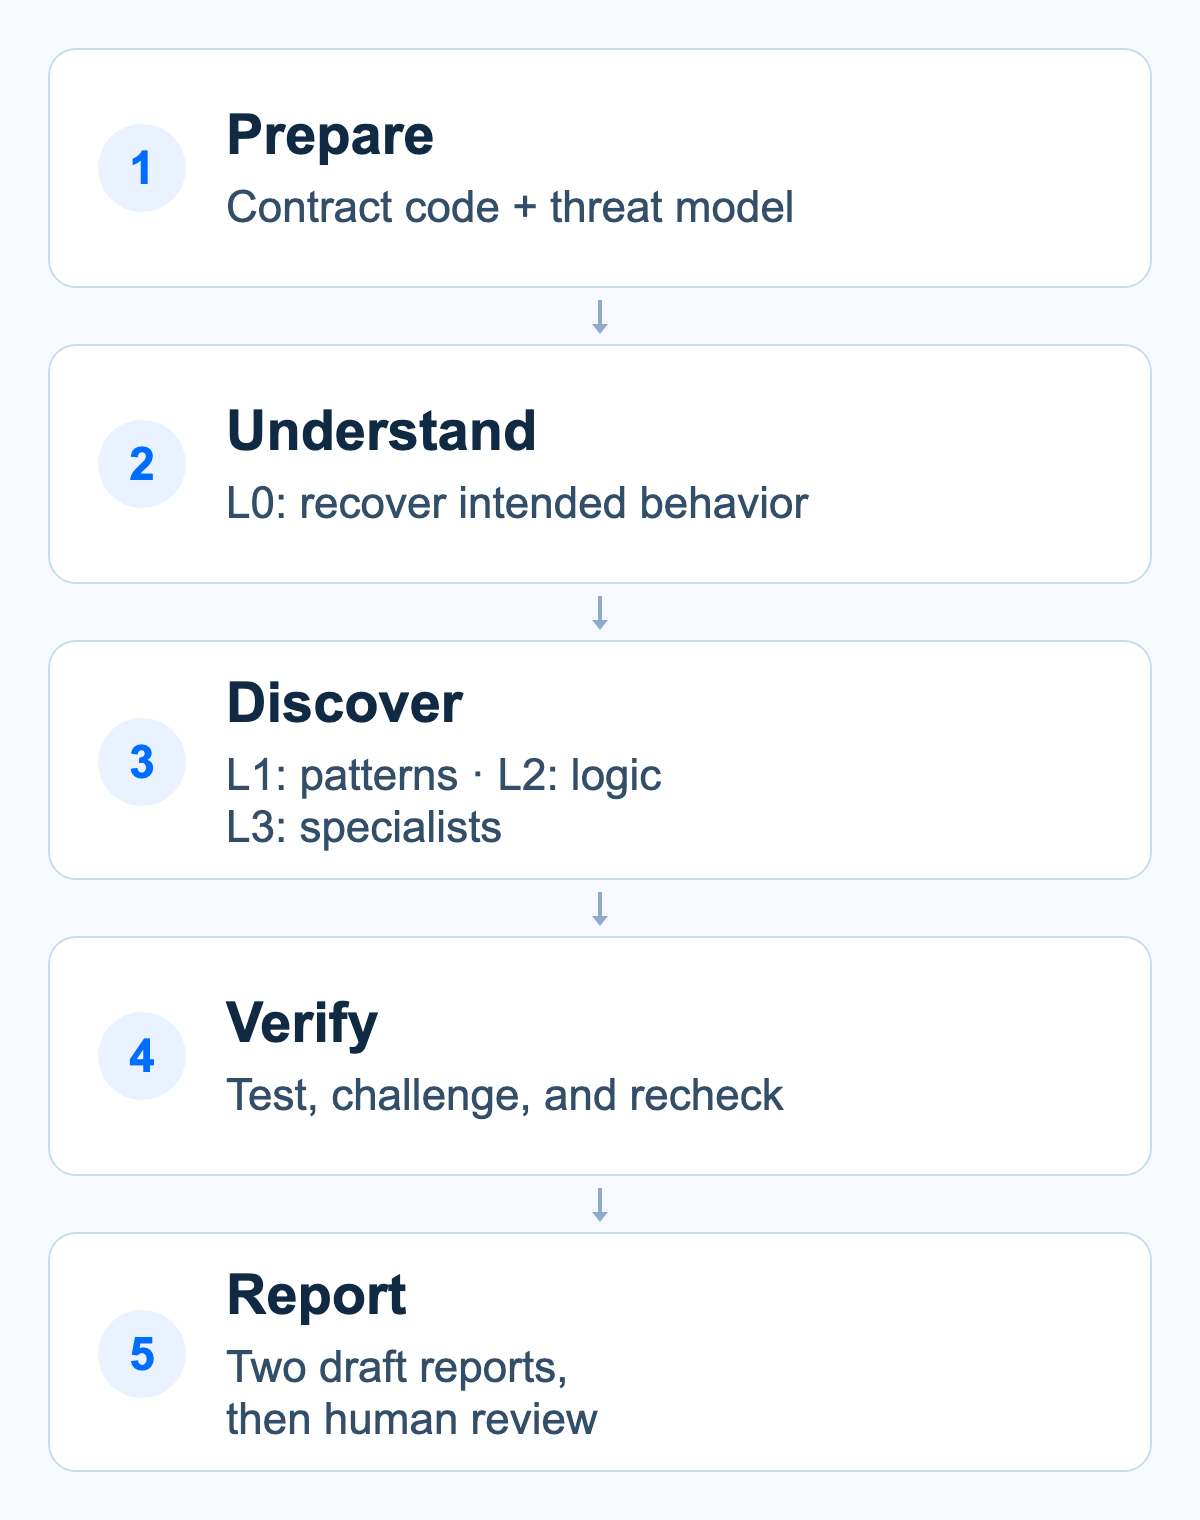 1
Prepare
Contract code + threat model
2
Understand
L0: recover intended behavior
3
Discover
L1: patterns · L2: logic
L3: specialists
4
Verify
Test, challenge, and recheck
5
Report
Two draft reports,
then human review